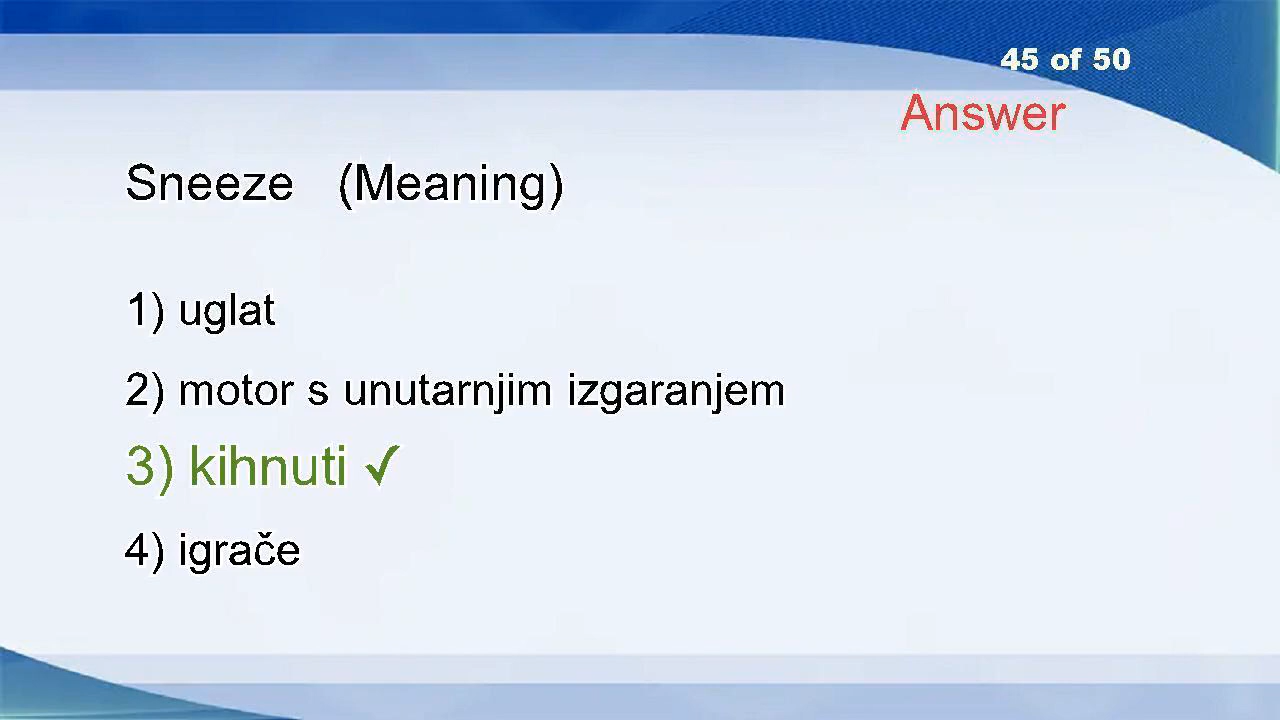 45 of 50
Answer
Sneeze (Meaning)
1) uglat
2) motor s unutarnjim izgaranjem
3) kihnuti ✓
4) igrače